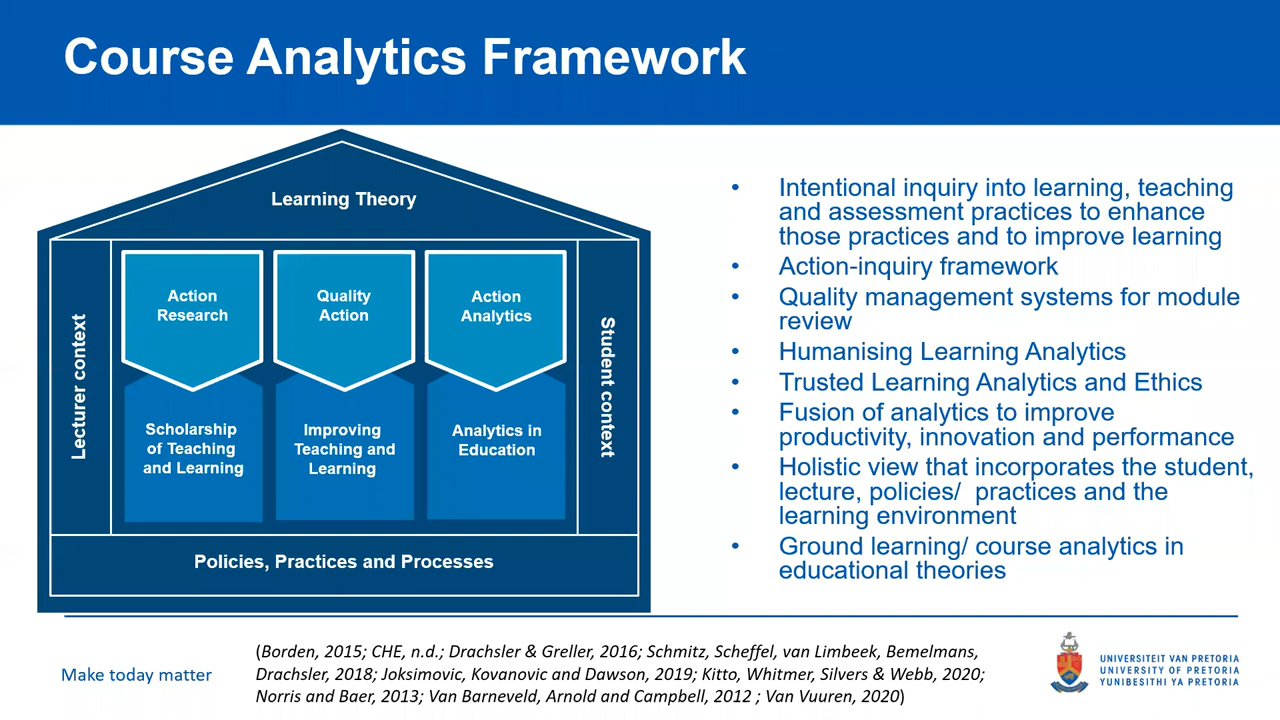 Course Analytics Framework
Learning Theory
Lecturer context
Action
Research
Quality
Action
Action
Analytics
Scholarship
of Teaching
and Learning
Improving
Teaching and
Learning
Analytics in
Education
Student context
Policies, Practices and Processes
• Intentional inquiry into learning, teaching
and assessment practices to enhance
those practices and to improve learning
• Action-inquiry framework
• Quality management systems for module
review
• Humanising Learning Analytics
• Trusted Learning Analytics and Ethics
• Fusion of analytics to improve
productivity, innovation and performance
• Holistic view that incorporates the student,
lecture, policies/ practices and the
learning environment
• Ground learning/ course analytics in
educational theories
Make today matter
(Borden, 2015; CHE, n.d.; Drachsler & Greller, 2016; Schmitz, Scheffel, van Limbeek, Bemelmans,
Drachsler, 2018; Joksimovic, Kovanovic and Dawson, 2019; Kitto, Whitmer, Silvers & Webb, 2020;
Norris and Baer, 2013; Van Barneveld, Arnold and Campbell, 2012 ; Van Vuuren, 2020)
UNIVERSITEIT VAN PRETORIA
UNIVERSITY OF PRETORIA
YUNIBESITHI YA PRETORIA